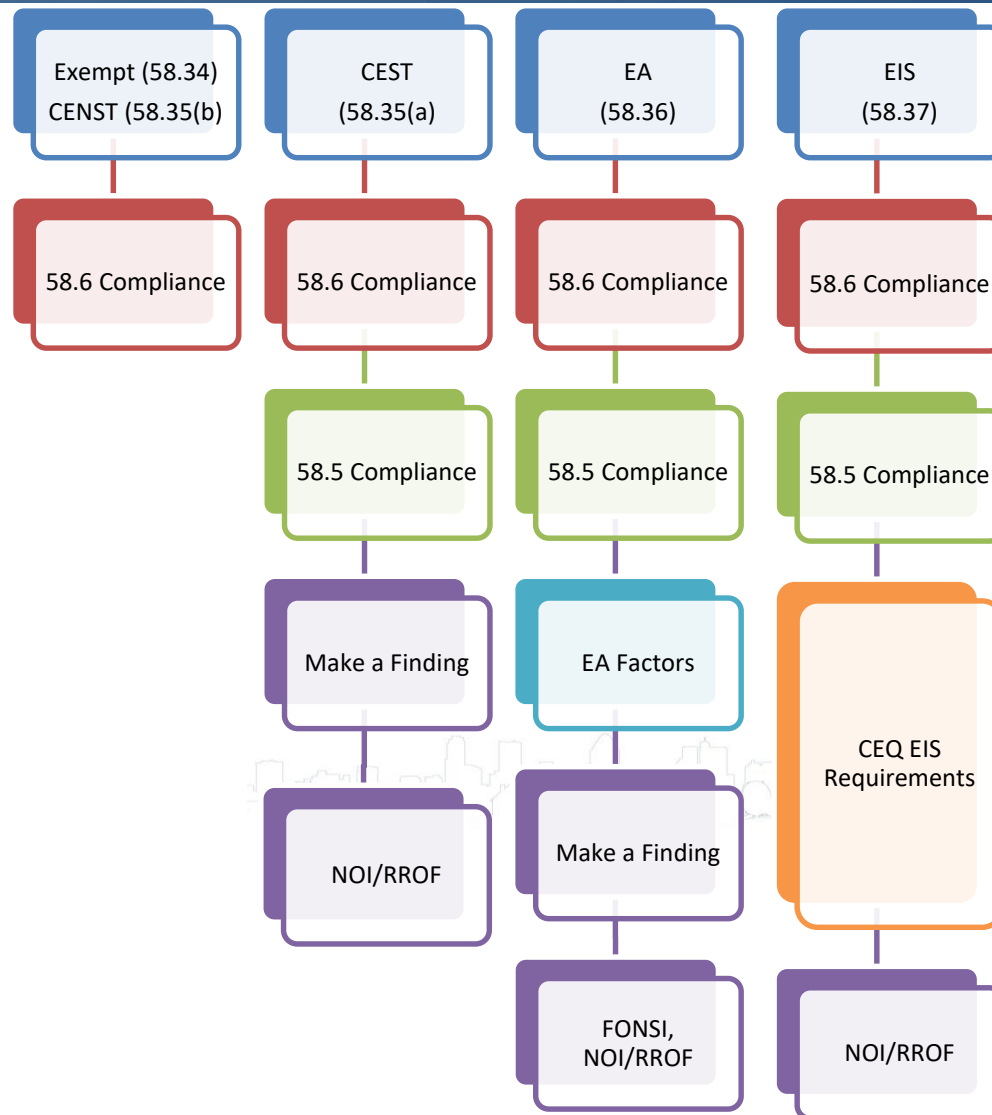 Exempt (58.34)
CENST (58.35(b)
CEST
(58.35(a)
EA
(58.36)
EIS
(58.37)
58.6 Compliance
58.6 Compliance
58.6 Compliance
58.6 Compliance
58.5 Compliance
58.5 Compliance
58.5 Compliance
Make a Finding
EA Factors
CEQ EIS
Requirements
NOI/RROF
Make a Finding
FONSI,
NOI/RROF
NOI/RROF